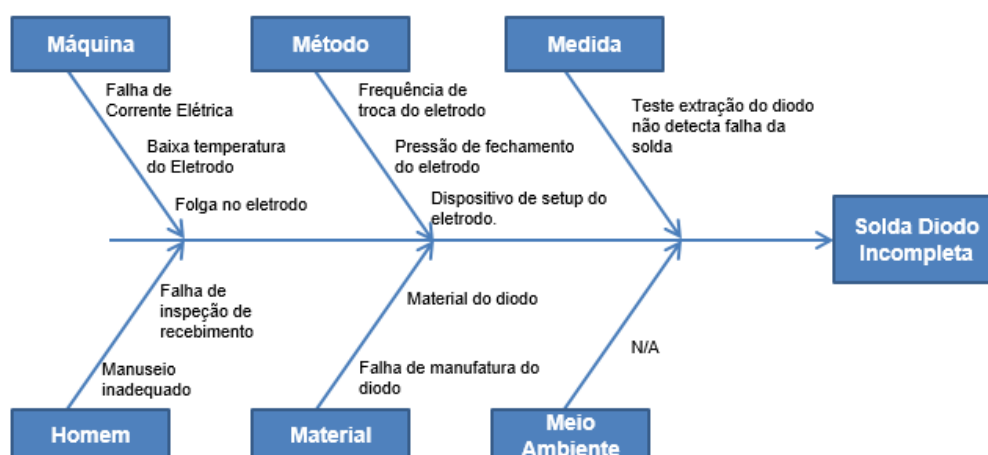 Máquina
Método
Medida
Falha de
Corrente Elétrica
Baixa temperatura
do Eletrodo
Folga no eletrodo
Frequência de
troca do eletrodo
Pressão de fechamento
do eletrodo
Dispositivo de setup do
eletrodo.
Teste extração do diodo
não detecta falha da
solda
Solda Diodo
Incompleta
Falha de
inspeção de
recebimento
Manuseio
inadequado
Material do diodo
Falha de manufatura do
diodo
N/A
Homem
Material
Meio
Ambiente